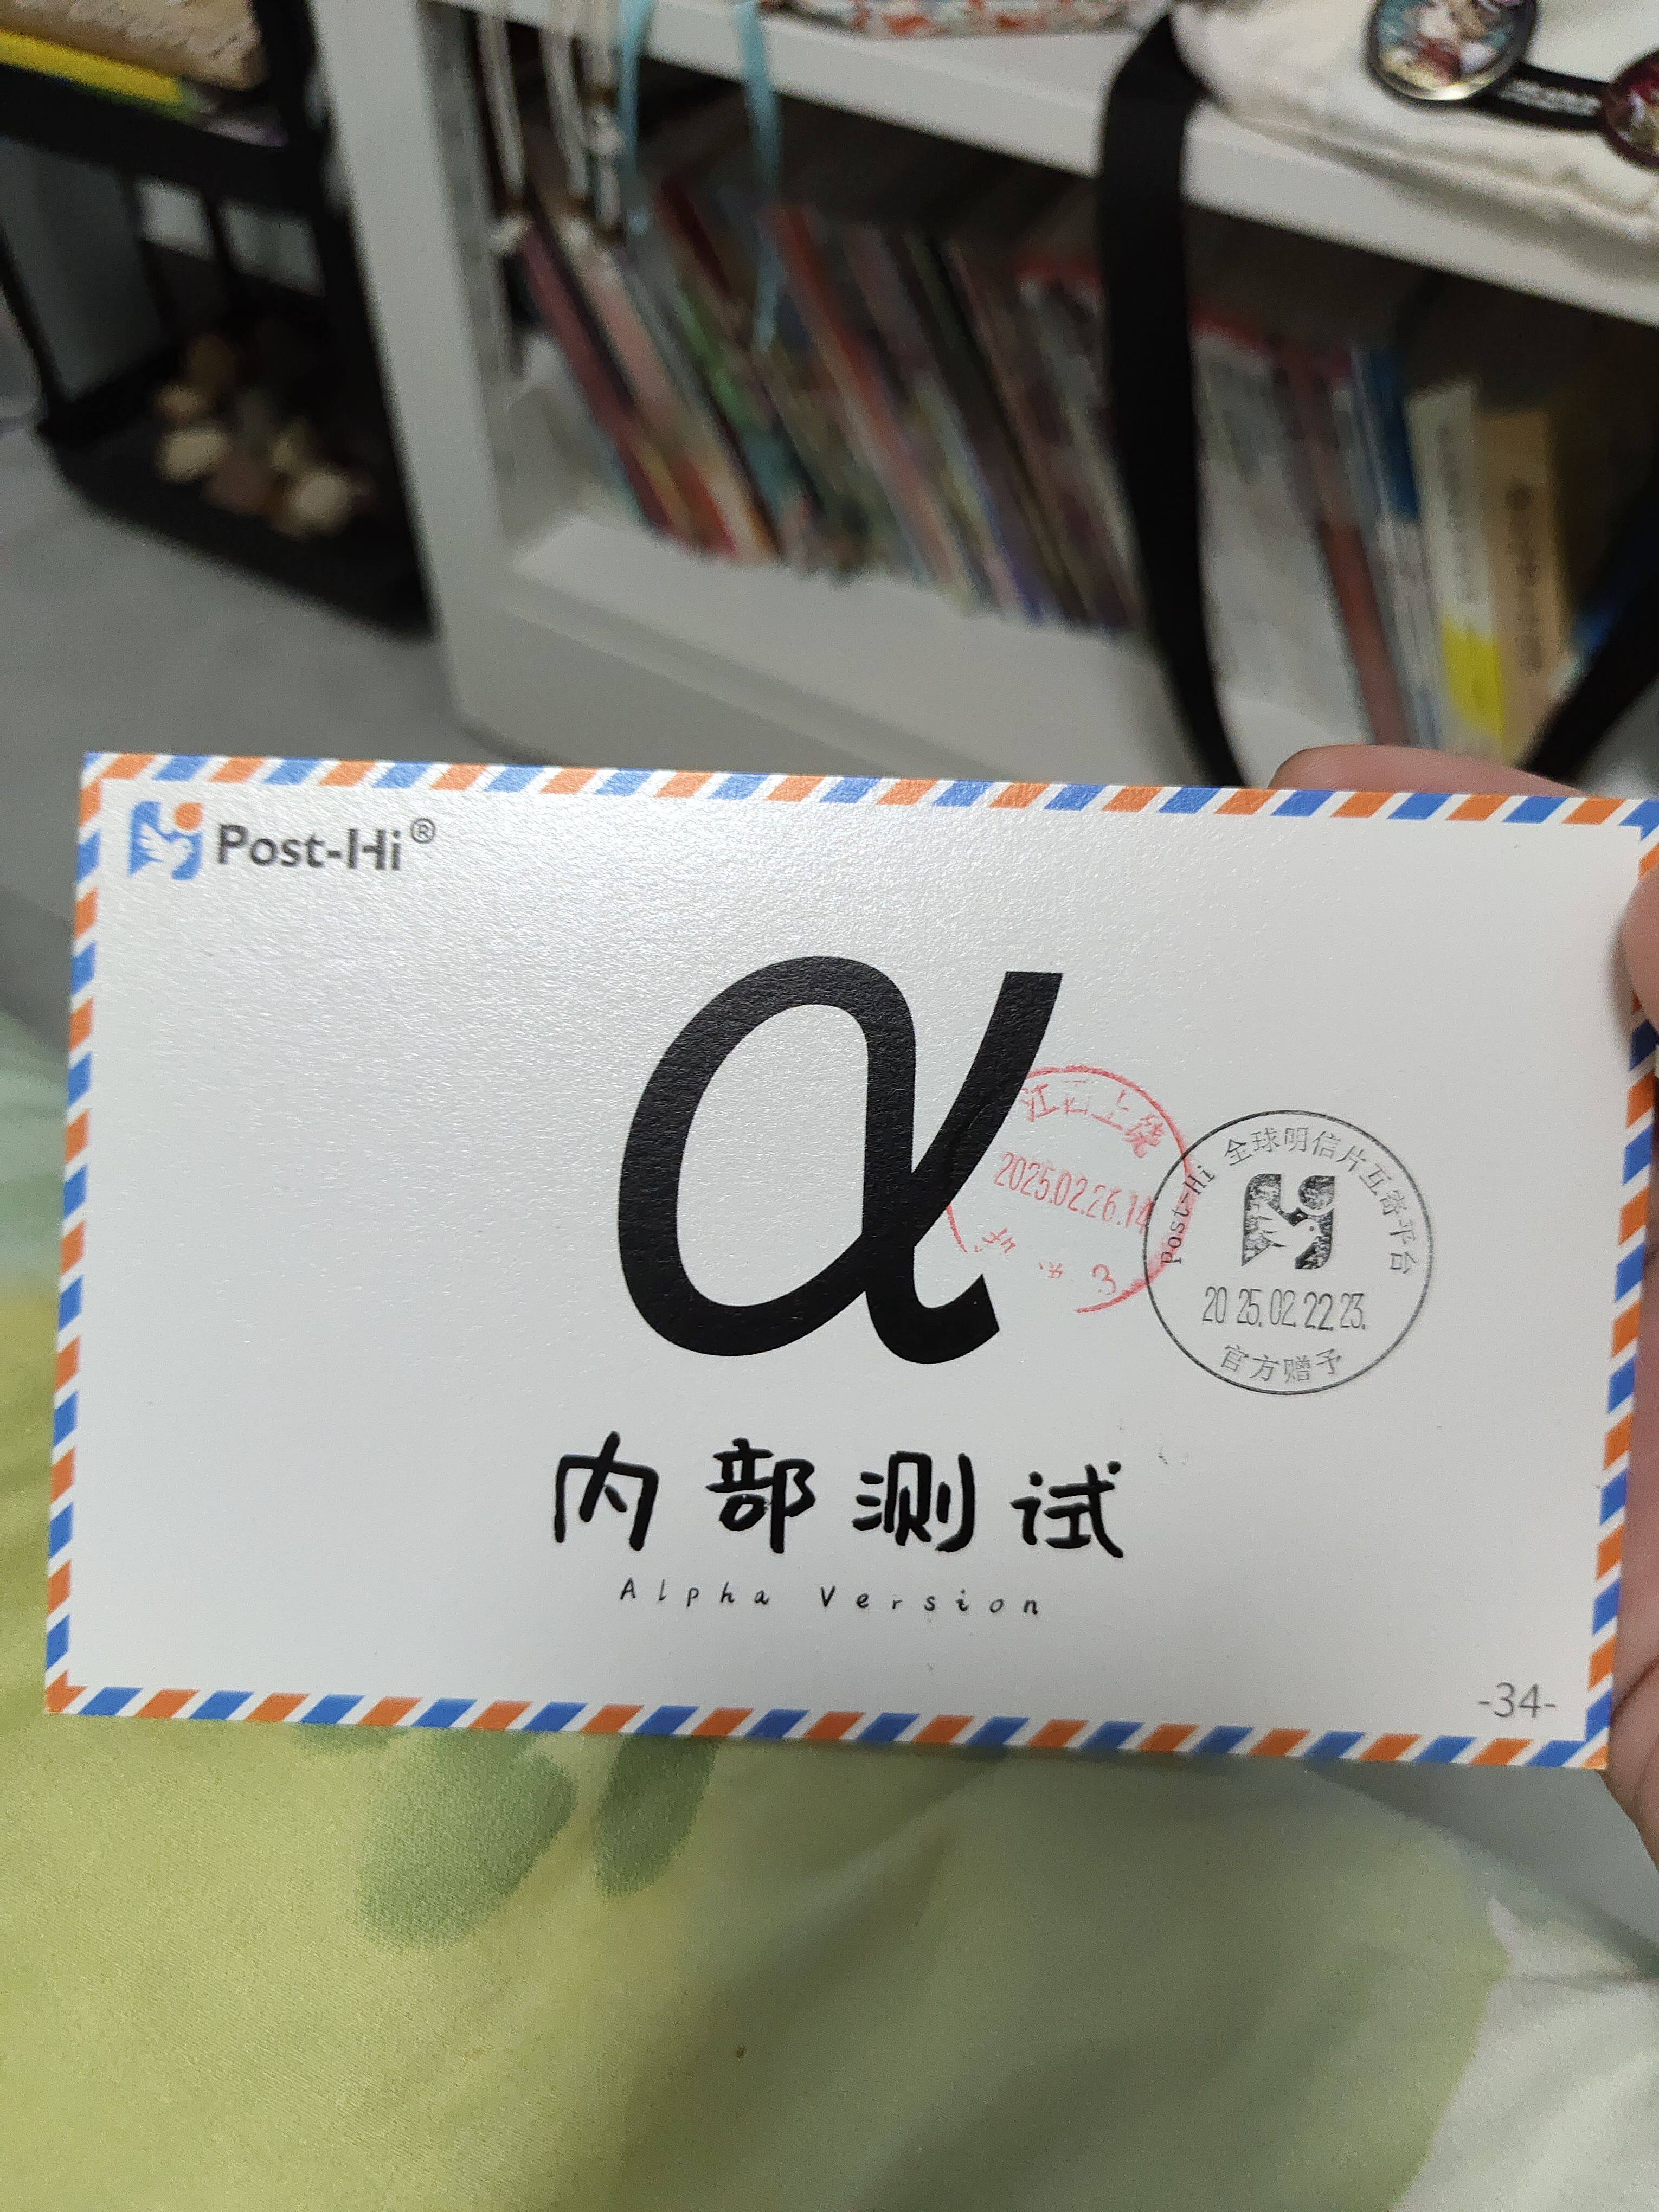 Post-Hi®
α
江西上饶
2025.02.26.14
3
Post-Hi 全球明信片互寄平台
2025.02.22.23.
官方赠予
内部测试
Alpha Version
-34-